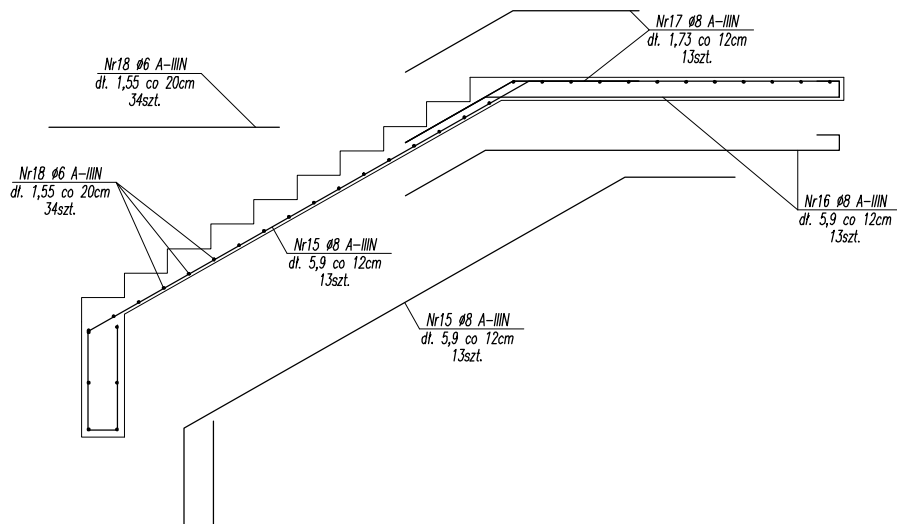 Nr17 ø8 A-IIIN
dł. 1,73 co 12cm
13szt.
Nr18 ø6 A-IIIN
dł. 1,55 co 20cm
34szt.
Nr18 ø6 A-IIIN
dł. 1,55 co 20cm
34szt.
Nr16 ø8 A-IIIN
dł. 5,9 co 12cm
13szt.
Nr15 ø8 A-IIIN
dł. 5,9 co 12cm
13szt.
Nr15 ø8 A-IIIN
dł. 5,9 co 12cm
13szt.